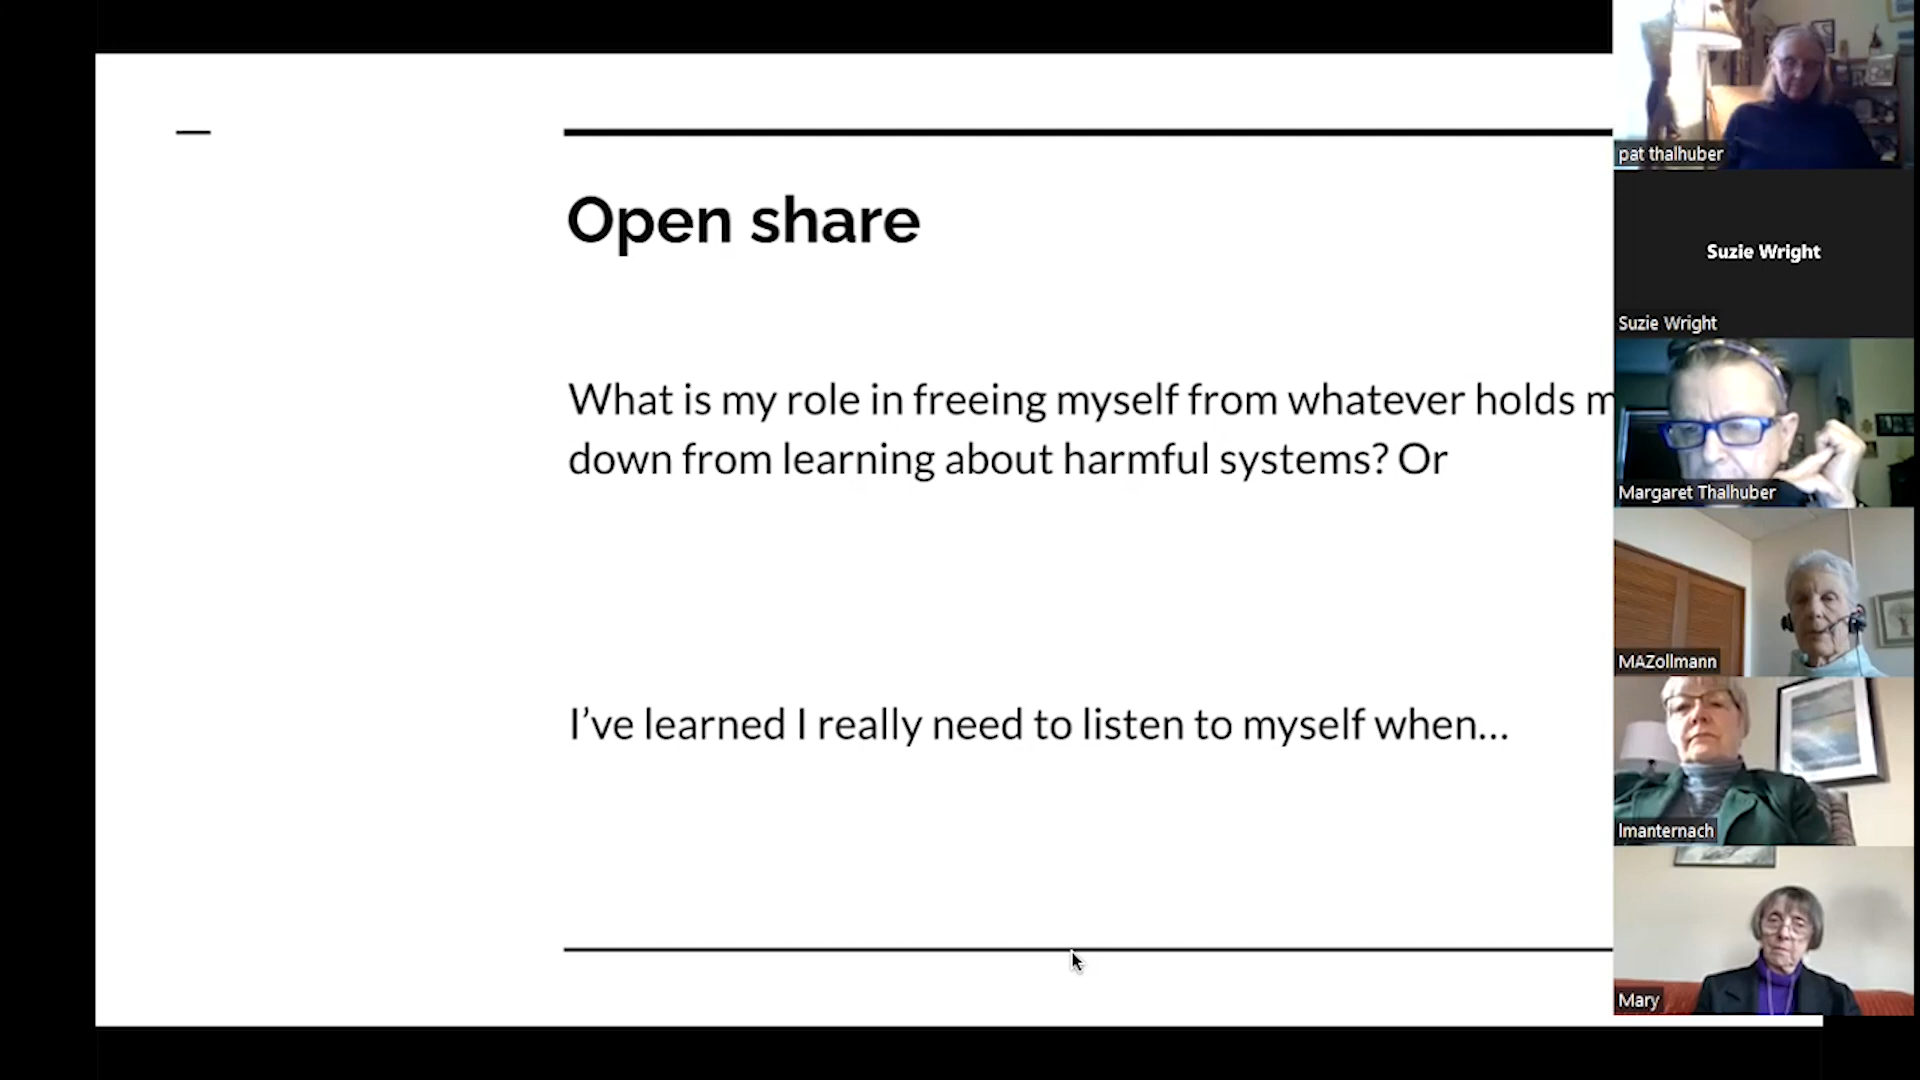 Open share
What is my role in freeing myself from whatever holds m
down from learning about harmful systems? Or
I’ve learned I really need to listen to myself when...
pat thalhuber
Suzie Wright
Suzie Wright
Margaret Thalhuber
MAZollmann
lmanternach
Mary